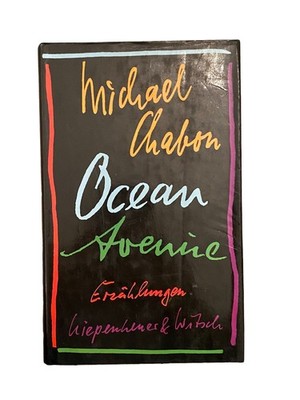 Michael
Chabon
Ocean
Avenue
Erzählungen
Kiepenheuer & Witsch